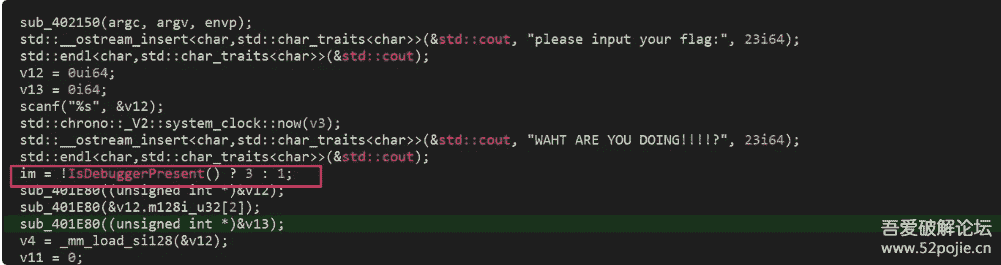 sub_402150(argc, argv, envp);
std::__ostream_insert<char,std::char_traits<char>>(&std::cout, "please input your flag:", 23i64);
std::endl<char,std::char_traits<char>>(&std::cout);
v12 = 0ui64;
v13 = 0i64;
scanf("%s", &v12);
std::chrono::_V2::system_clock::now(v3);
std::__ostream_insert<char,std::char_traits<char>>(&std::cout, "WAHT ARE YOU DOING!!!!?", 23i64);
std::endl<char,std::char_traits<char>>(&std::cout);
im = !IsDebuggerPresent() ? 3 : 1;
sub_401E80((unsigned int *)&v12);
sub_401E80(&v12.m128i_u32[2]);
sub_401E80((unsigned int *)&v13);
v4 = _mm_load_si128(&v12);
v11 = 0;
吾爱破解论坛
www.52pojie.cn